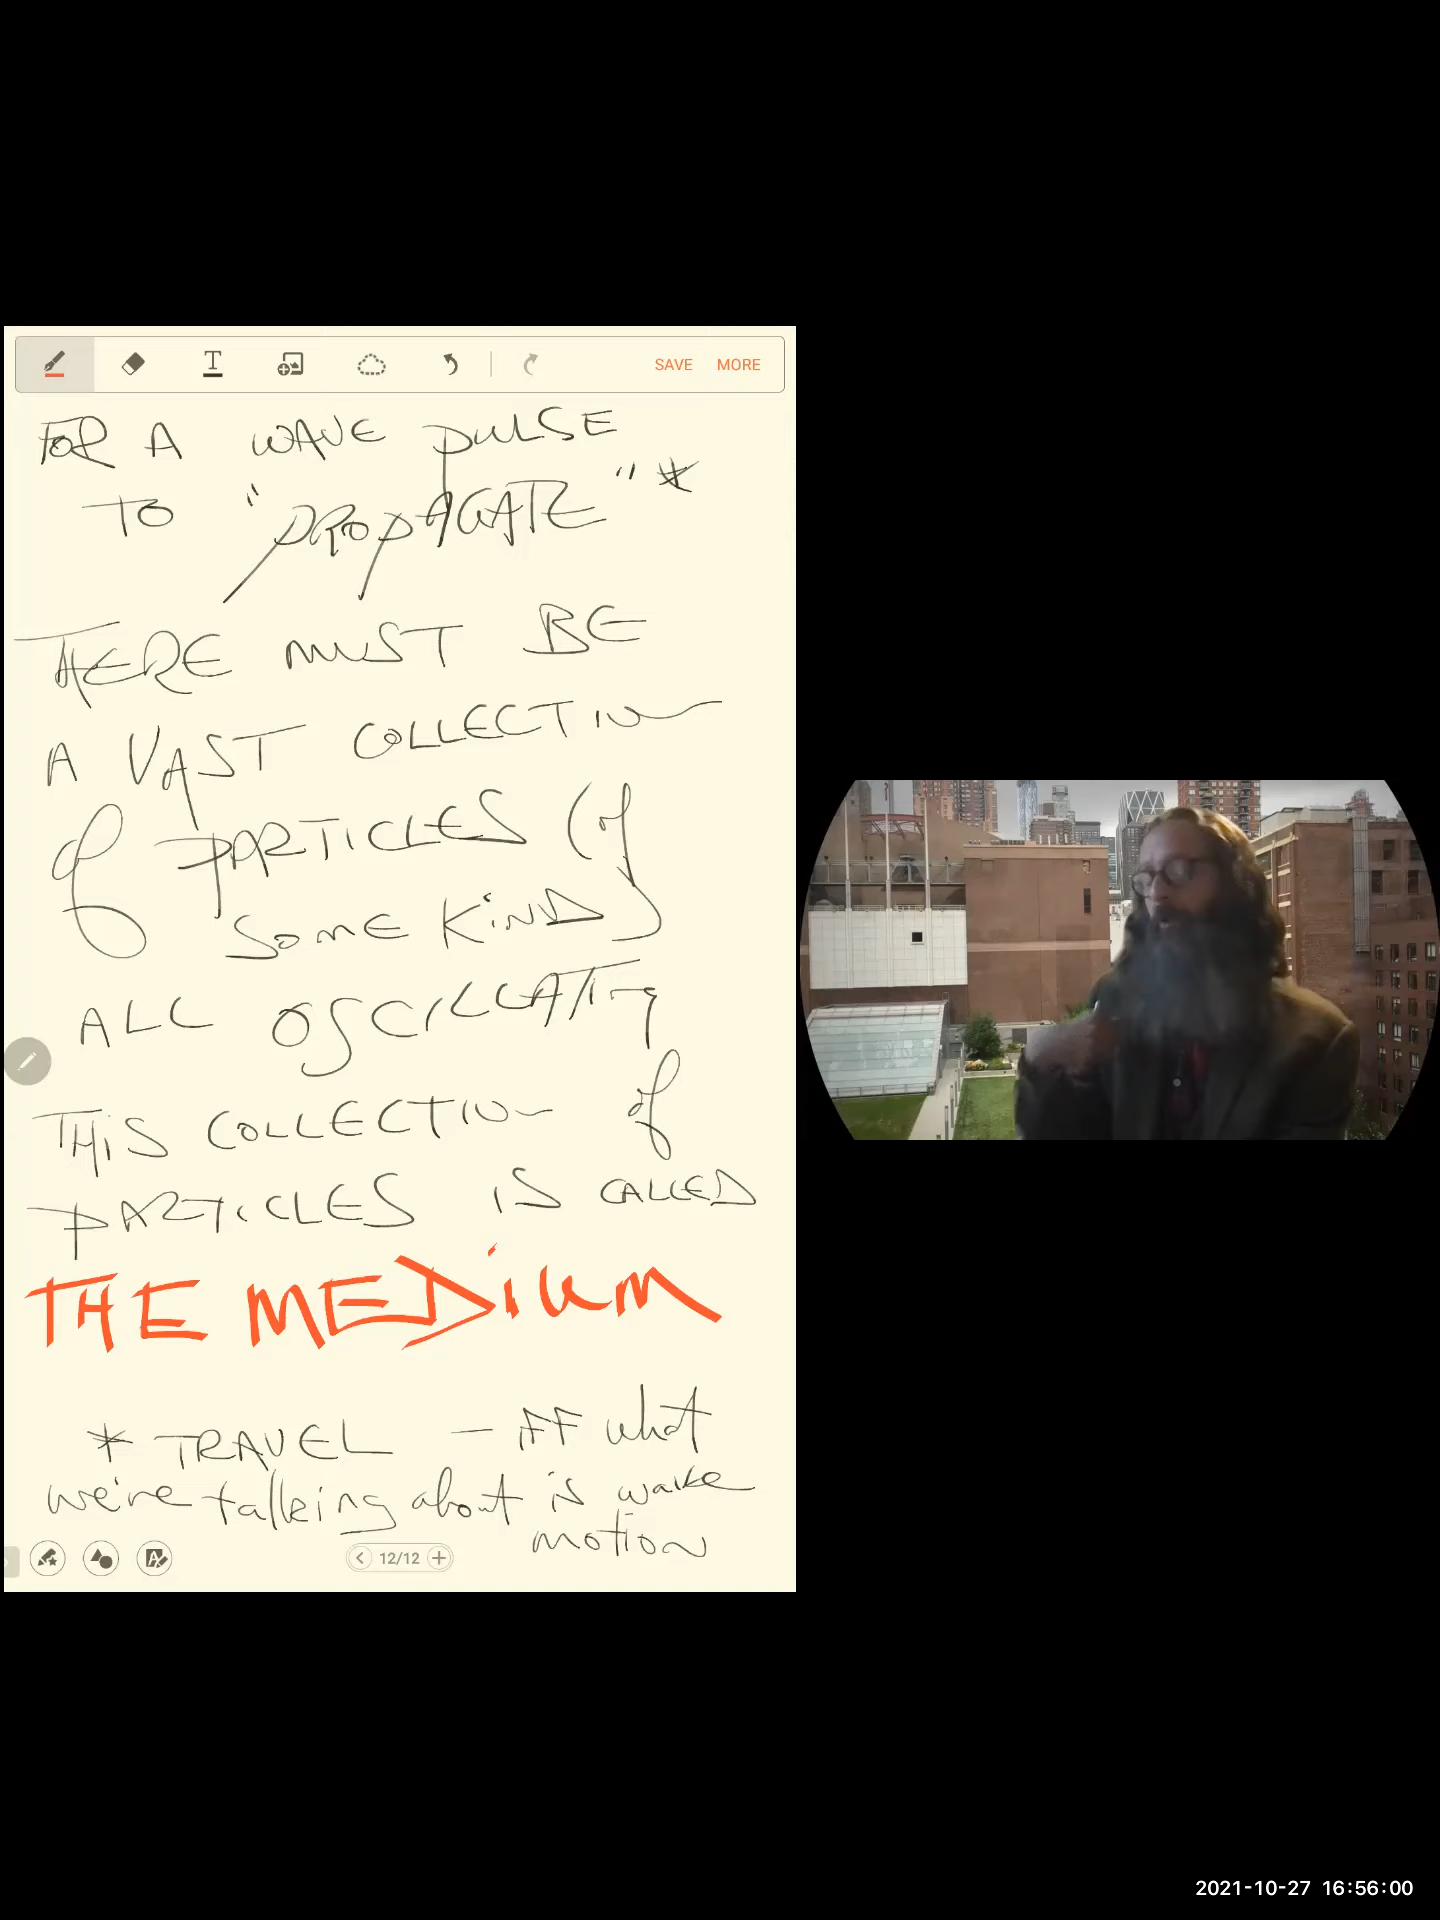 SAVE MORE
FOR A WAVE PULSE
TO "PROPAGATE" *
THERE MUST BE
A VAST COLLECTION
of PARTICLES (of
SOME KIND)
ALL OSCILLATING
THIS COLLECTION of
PARTICLES IS CALLED
THE MEDIUM
* TRAVEL - IFF what
we're talking about is wave
motion
12/12
2021-10-27 16:56:00